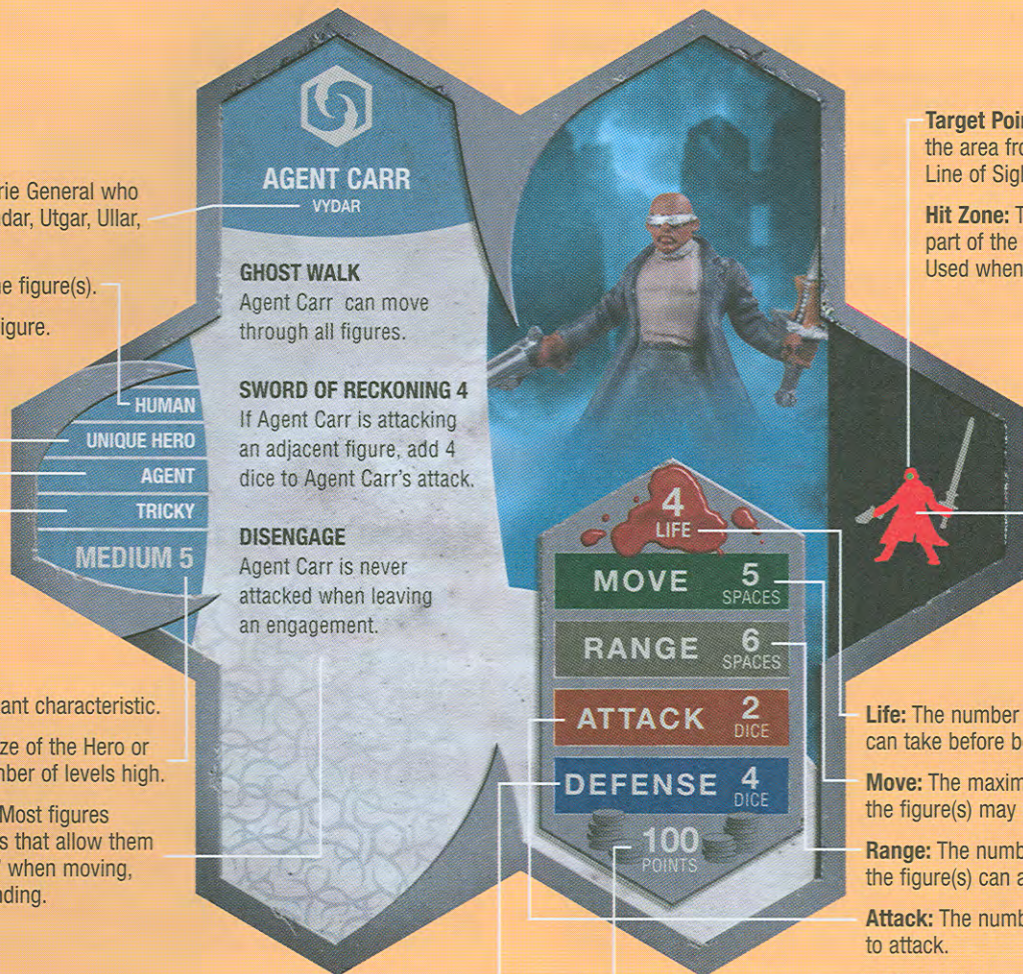 AGENT CARR
VYDAR
GHOST WALK
Agent Carr can move
through all figures.
SWORD OF RECKONING 4
If Agent Carr is attacking
an adjacent figure, add 4
dice to Agent Carr's attack.
DISENGAGE
Agent Carr is never
attacked when leaving
an engagement.
HUMAN
UNIQUE HERO
AGENT
TRICKY
MEDIUM 5
4
LIFE
MOVE 5
SPACES
RANGE 6
SPACES
ATTACK 2
DICE
DEFENSE 4
DICE
100
POINTS
rie General who
dar, Utgar, Ullar,
e figure(s).
igure.
ant characteristic.
ze of the Hero or
ber of levels high.
Most figures
s that allow them
" when moving,
nding.
Target Poin
the area fro
Line of Sigh
Hit Zone: T
part of the
Used when
Life: The number
can take before b
Move: The maxim
the figure(s) may
Range: The numb
the figure(s) can a
Attack: The numb
to attack.